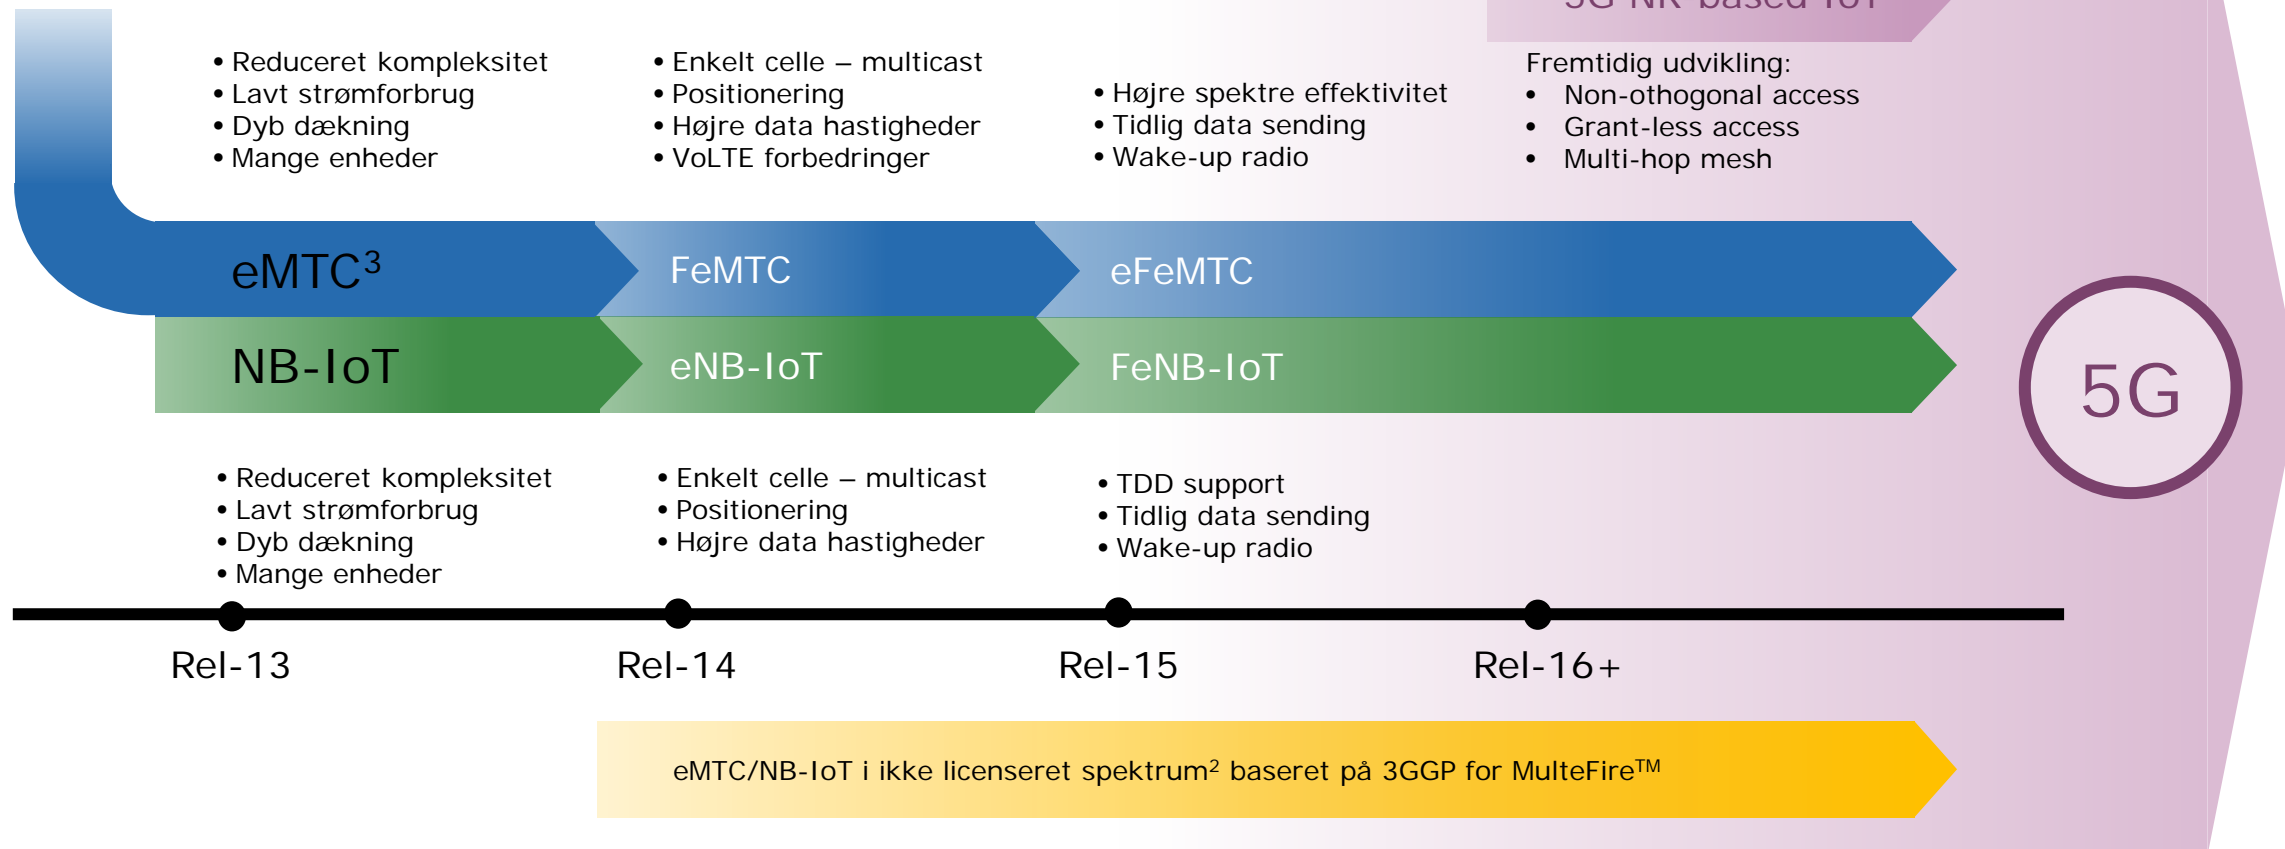 5G NR based IoT
• Reduceret kompleksitet
• Lavt strømforbrug
• Dyb dækning
• Mange enheder
• Enkelt celle – multicast
• Positionering
• Højre data hastigheder
• VoLTE forbedringer
• Højre spektre effektivitet
• Tidlig data sending
• Wake-up radio
Fremtidig udvikling:
• Non-othogonal access
• Grant-less access
• Multi-hop mesh
eMTC³
FeMTC
eFeMTC
NB-IoT
eNB-IoT
FeNB-IoT
5G
• Reduceret kompleksitet
• Lavt strømforbrug
• Dyb dækning
• Mange enheder
• Enkelt celle – multicast
• Positionering
• Højre data hastigheder
• TDD support
• Tidlig data sending
• Wake-up radio
Rel-13
Rel-14
Rel-15
Rel-16+
eMTC/NB-IoT i ikke licenseret spektrum² baseret på 3GGP for MulteFire™